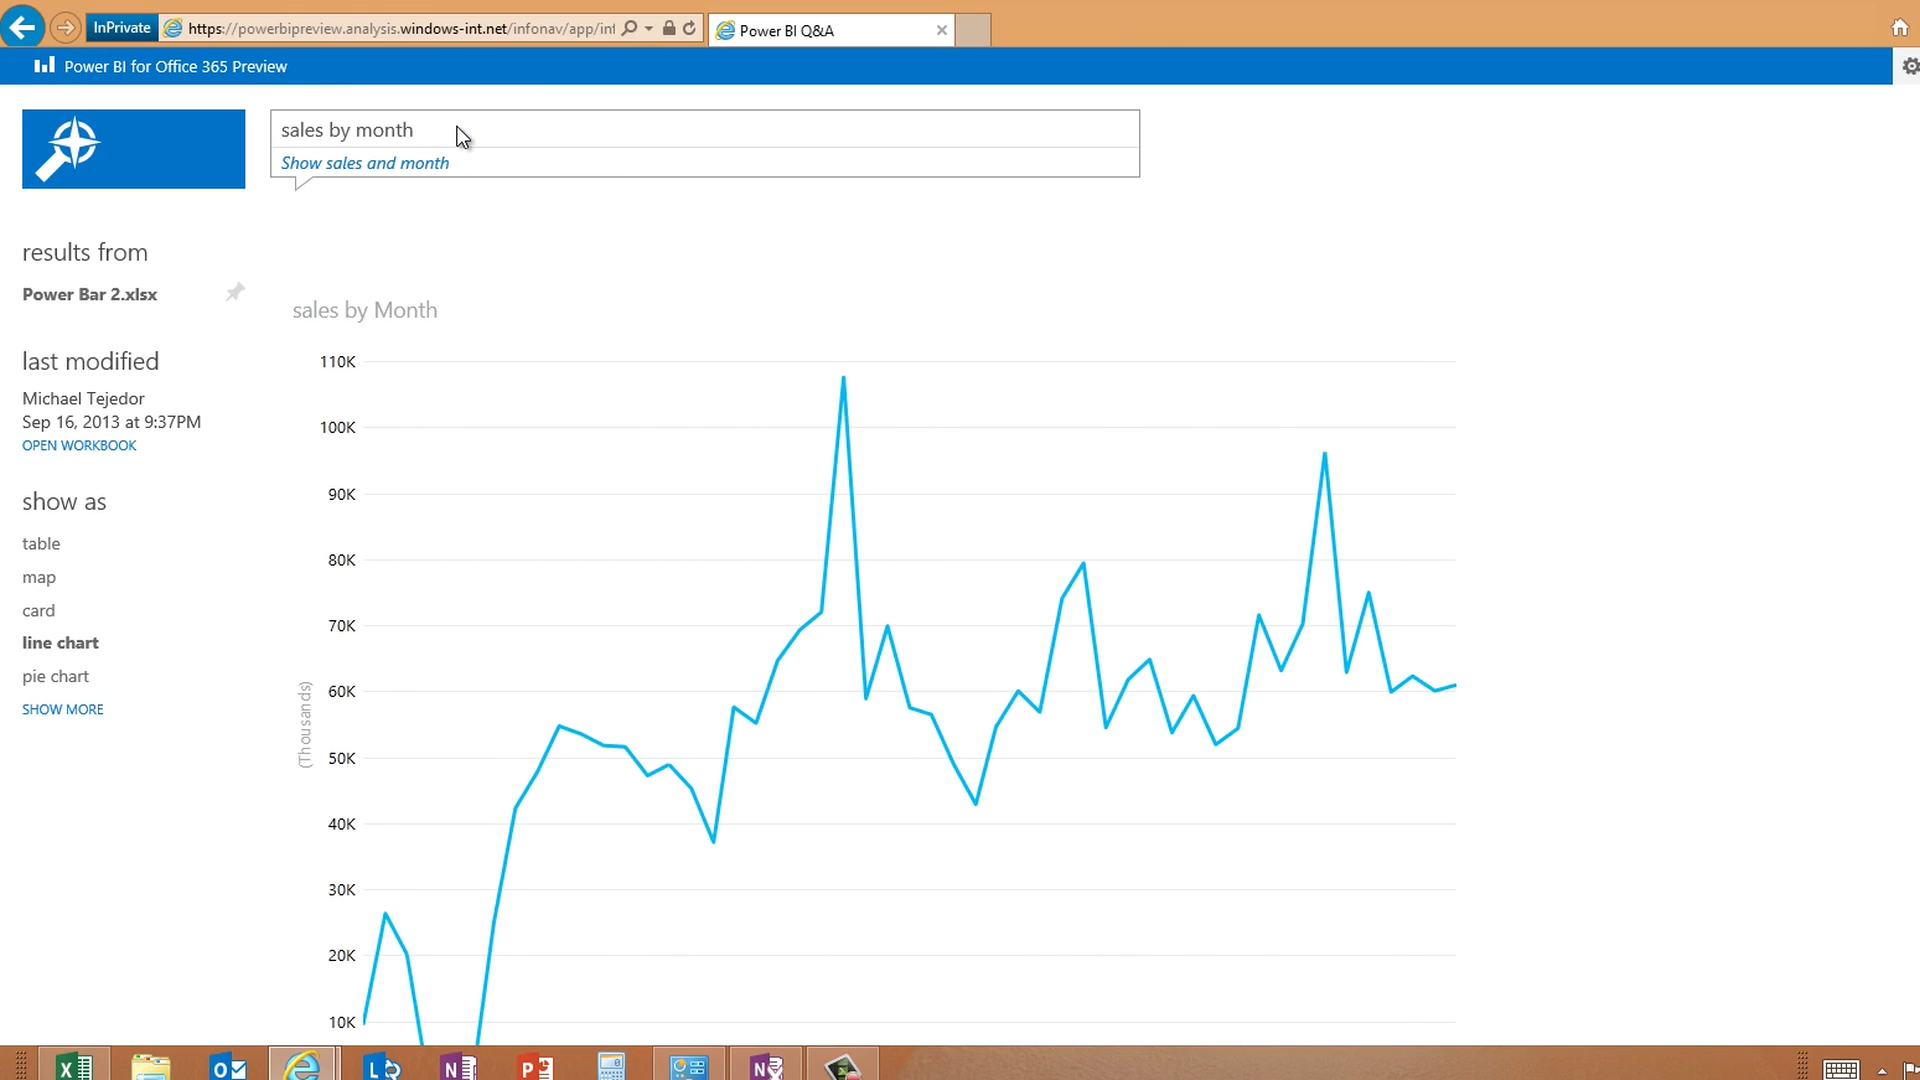 InPrivate
https://powerbipreview.analysis.windows-int.net/infonav/app/inf
Power BI Q&A
Power BI for Office 365 Preview
sales by month
Show sales and month
results from
Power Bar 2.xlsx
last modified
Michael Tejedor
Sep 16, 2013 at 9:37PM
OPEN WORKBOOK
show as
table
map
card
line chart
pie chart
SHOW MORE
sales by Month
110K
100K
90K
80K
70K
60K
50K
40K
30K
20K
10K
(Thousands)